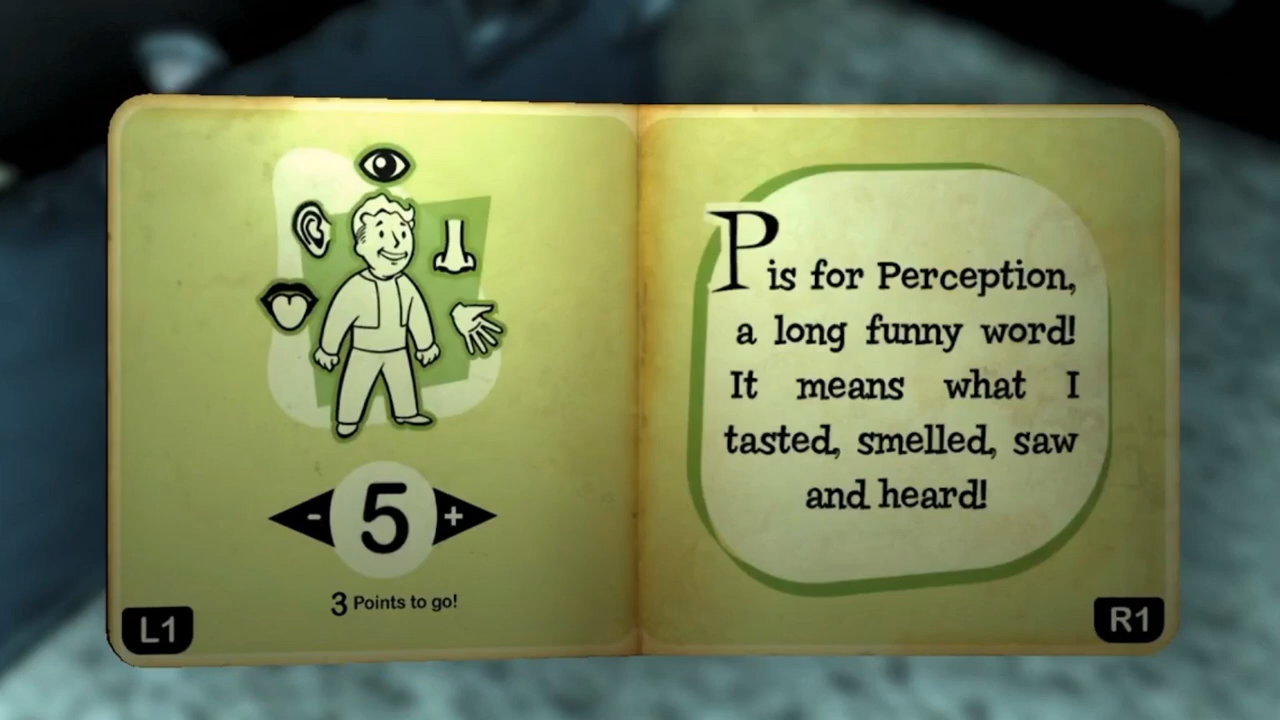 - 5 +
3 Points to go!
L1
P is for Perception,
a long funny word!
It means what I
tasted, smelled, saw
and heard!
R1